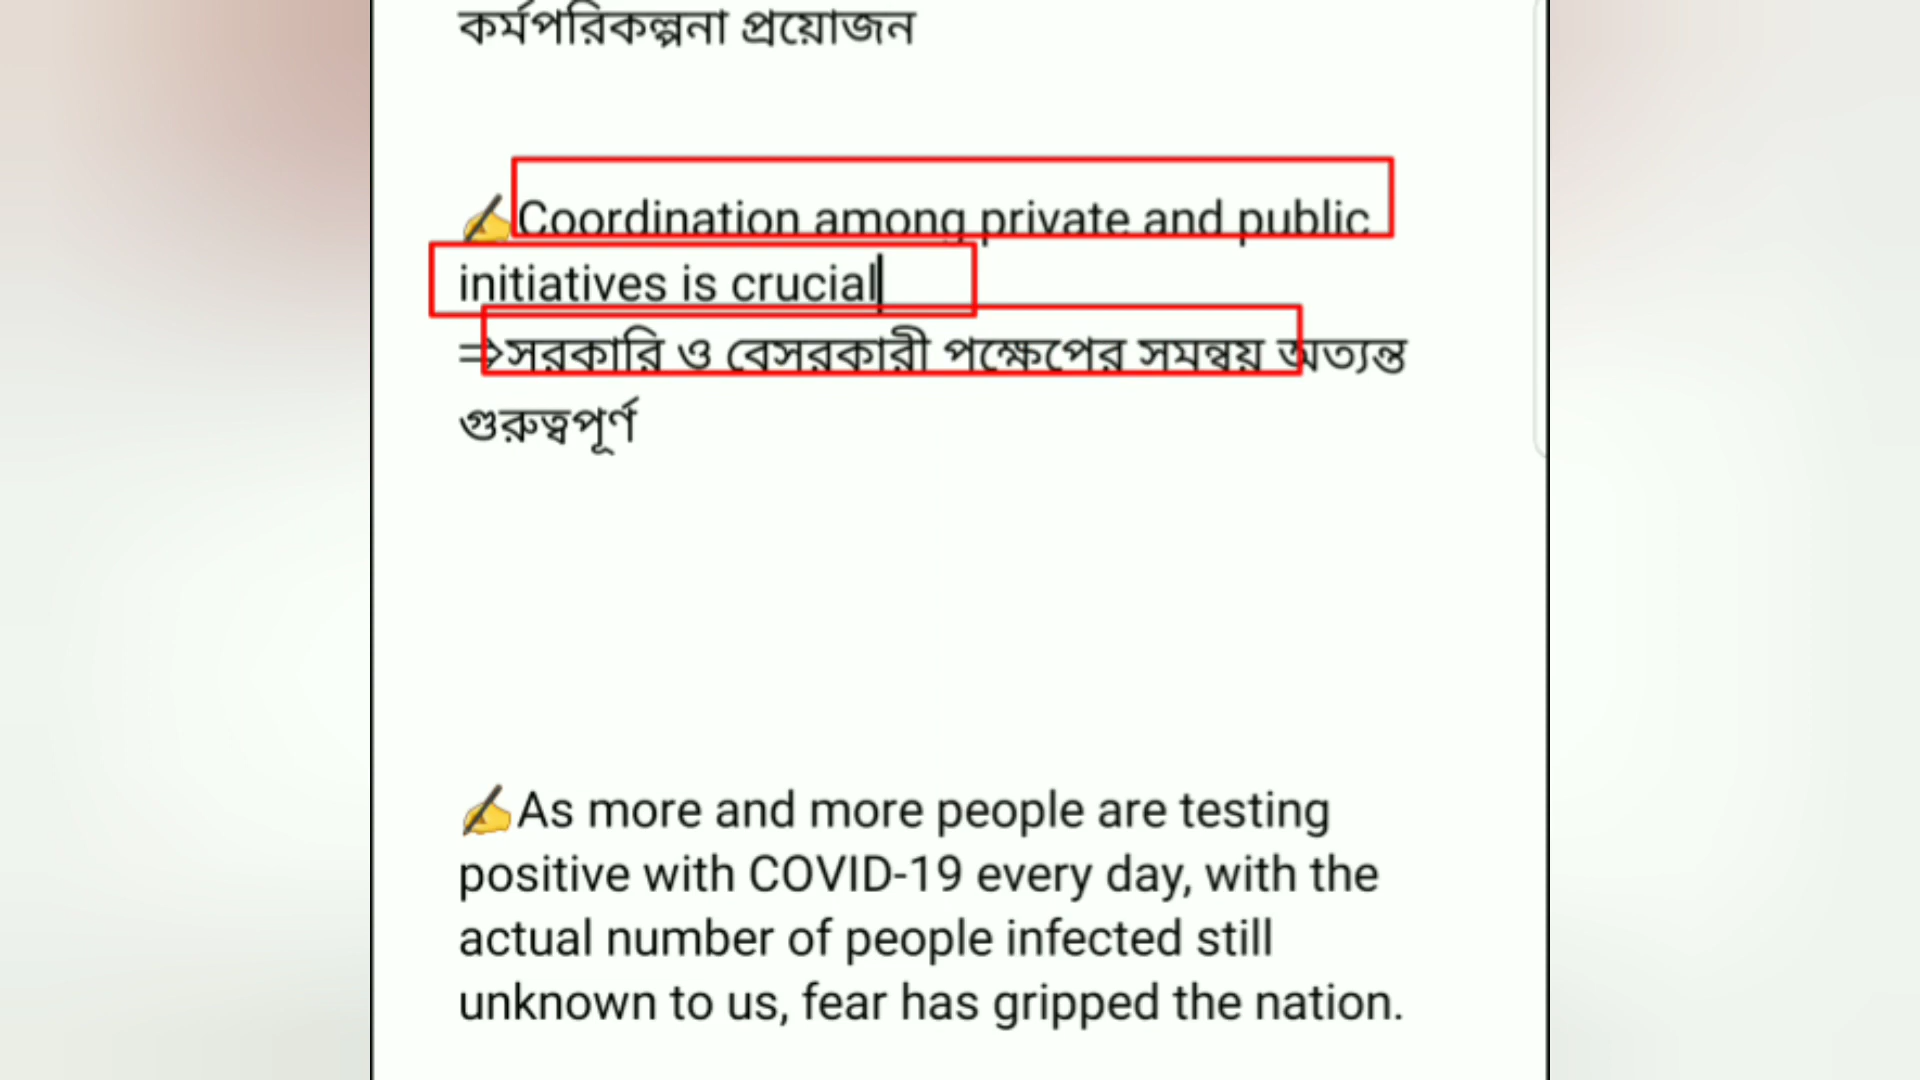 কর্মপরিকল্পনা প্রয়োজন
✍Coordination among private and public
initiatives is crucial
⇒সরকারি ও বেসরকারী পক্ষেপের সমন্বয় অত্যন্ত
গুরুত্বপূর্ণ
✍As more and more people are testing
positive with COVID-19 every day, with the
actual number of people infected still
unknown to us, fear has gripped the nation.